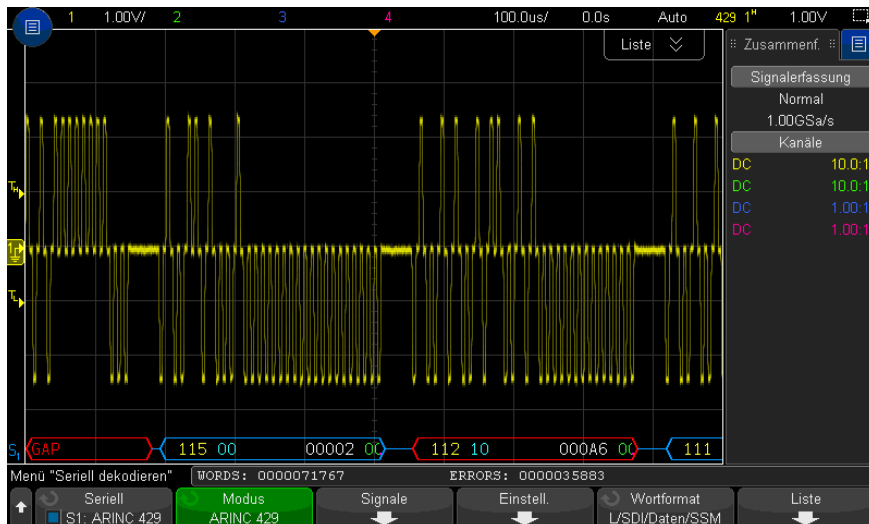 1 1.00V/ 2 3 4 100.0us/ 0.0s Auto 429 1ᴴ 1.00V
Liste
Zusammenf.
Signalerfassung
Normal
1.00GSa/s
Kanäle
DC 10.0:1
DC 10.0:1
DC 1.00:1
DC 1.00:1
TH
1
TL
S1 GAP 115 00 00002 00 112 10 000A6 00 111
Menü "Seriell dekodieren" WORDS: 0000071767 ERRORS: 0000035883
Seriell Modus Signale Einstell. Wortformat Liste
S1: ARINC 429 ARINC 429 L/SDI/Daten/SSM